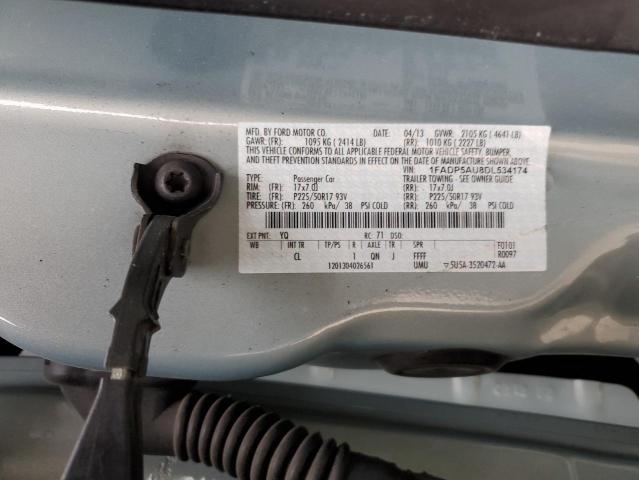 MFD. BY FORD MOTOR CO. DATE: 04/13 GVWR: 2105 KG ( 4641 LB)
GAWR: (FR): 1095 KG ( 2414 LB) (RR): 1010 KG ( 2227 LB)
THIS VEHICLE CONFORMS TO ALL APPLICABLE FEDERAL MOTOR VEHICLE SAFETY, BUMPER,
AND THEFT PREVENTION STANDARDS IN EFFECT ON THE DATE OF MANUFACTURE SHOWN ABOVE.
VIN: 1FADP5AU8DL534174
TYPE: Passenger Car TRAILER TOWING - SEE OWNER GUIDE
RIM: (FR) 17x7.0J (RR): 17x7.0J
TIRE: (FR) P225/50R17 93V (RR): P225/50R17 93V
PRESSURE: (FR) 260 kPa/ 38 PSI COLD (RR): 260 kPa/ 38 PSI COLD
EXT PNT: YQ RC: 71 DSO:
WB INT TR TP/PS R AXLE TR SPR F0101
CL 1 QN J FFFF R0097
1201304026561 UMU 5U5A-3520472-AA